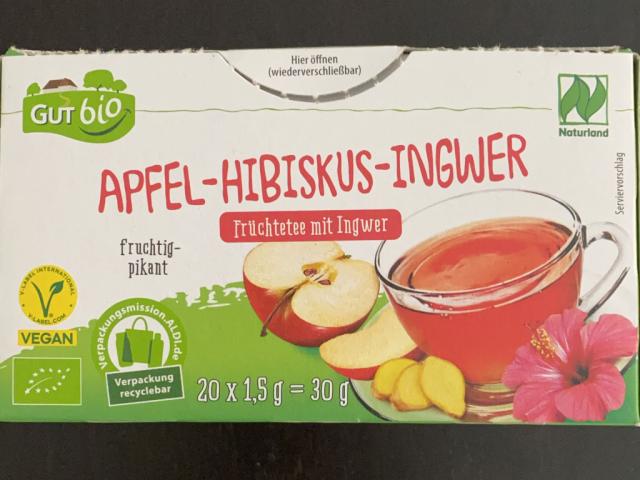 Hier öffnen
(wiederverschließbar)
GUT bio
Naturland
APFEL-HIBISKUS-INGWER
Früchtetee mit Ingwer
Serviervorschlag
fruchtig-
pikant
V-LABEL INTERNATIONAL
V-LABEL.COM
VEGAN
Verpackungsmission.ALDI.de
Verpackung
recyclebar
20 x 1,5 g = 30 g